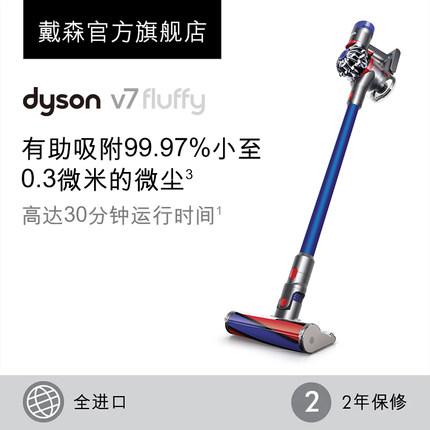 戴森官方旗舰店
dyson v7 fluffy
有助吸附99.97%小至
0.3微米的微尘3
高达30分钟运行时间1
全进口
2 2年保修